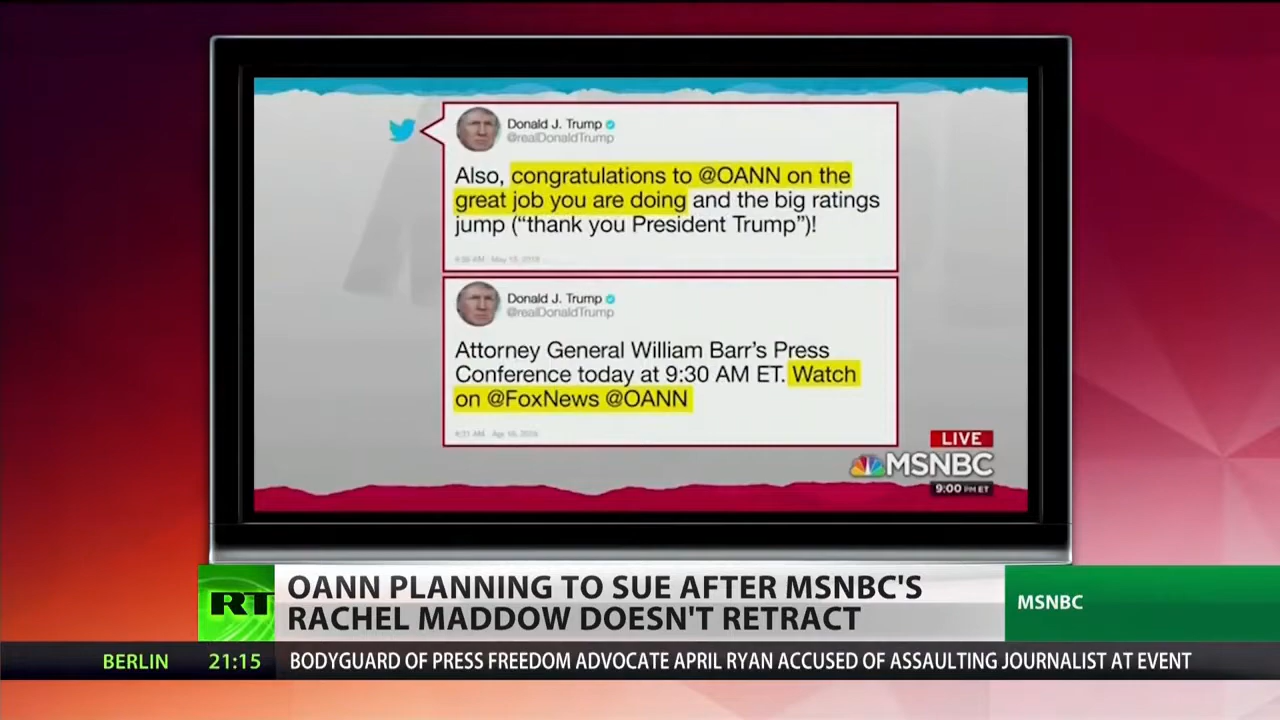 Donald J. Trump
@realDonaldTrump
Also, congratulations to @OANN on the
great job you are doing and the big ratings
jump (“thank you President Trump”)!
Donald J. Trump
@realDonaldTrump
Attorney General William Barr’s Press
Conference today at 9:30 AM ET. Watch
on @FoxNews @OANN
LIVE
MSNBC
9:00 PM ET
RT
OANN PLANNING TO SUE AFTER MSNBC'S
RACHEL MADDOW DOESN'T RETRACT
MSNBC
BERLIN 21:15 BODYGUARD OF PRESS FREEDOM ADVOCATE APRIL RYAN ACCUSED OF ASSAULTING JOURNALIST AT EVENT